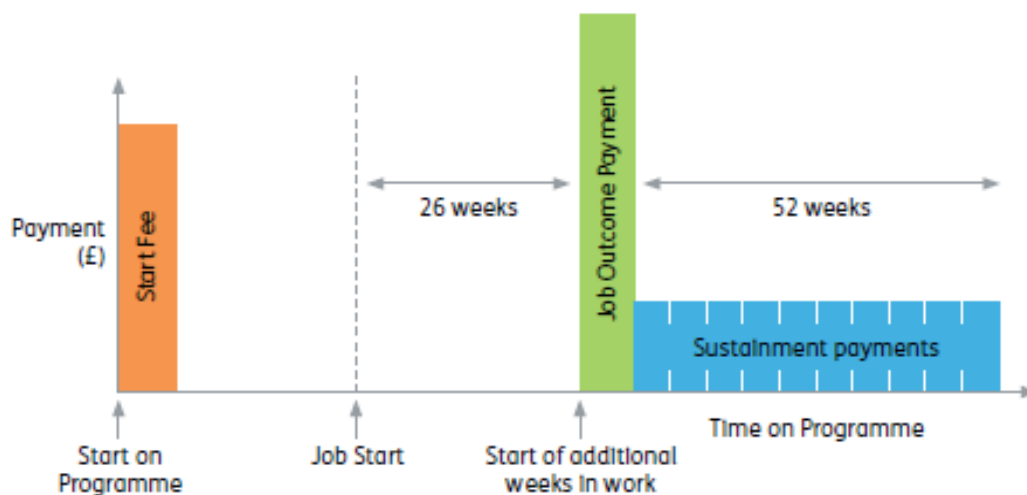 Payment
(£)
Start Fee
26 weeks
Job Outcome Payment
52 weeks
Sustainment payments
Time on Programme
Start on
Programme
Job Start
Start of additional
weeks in work